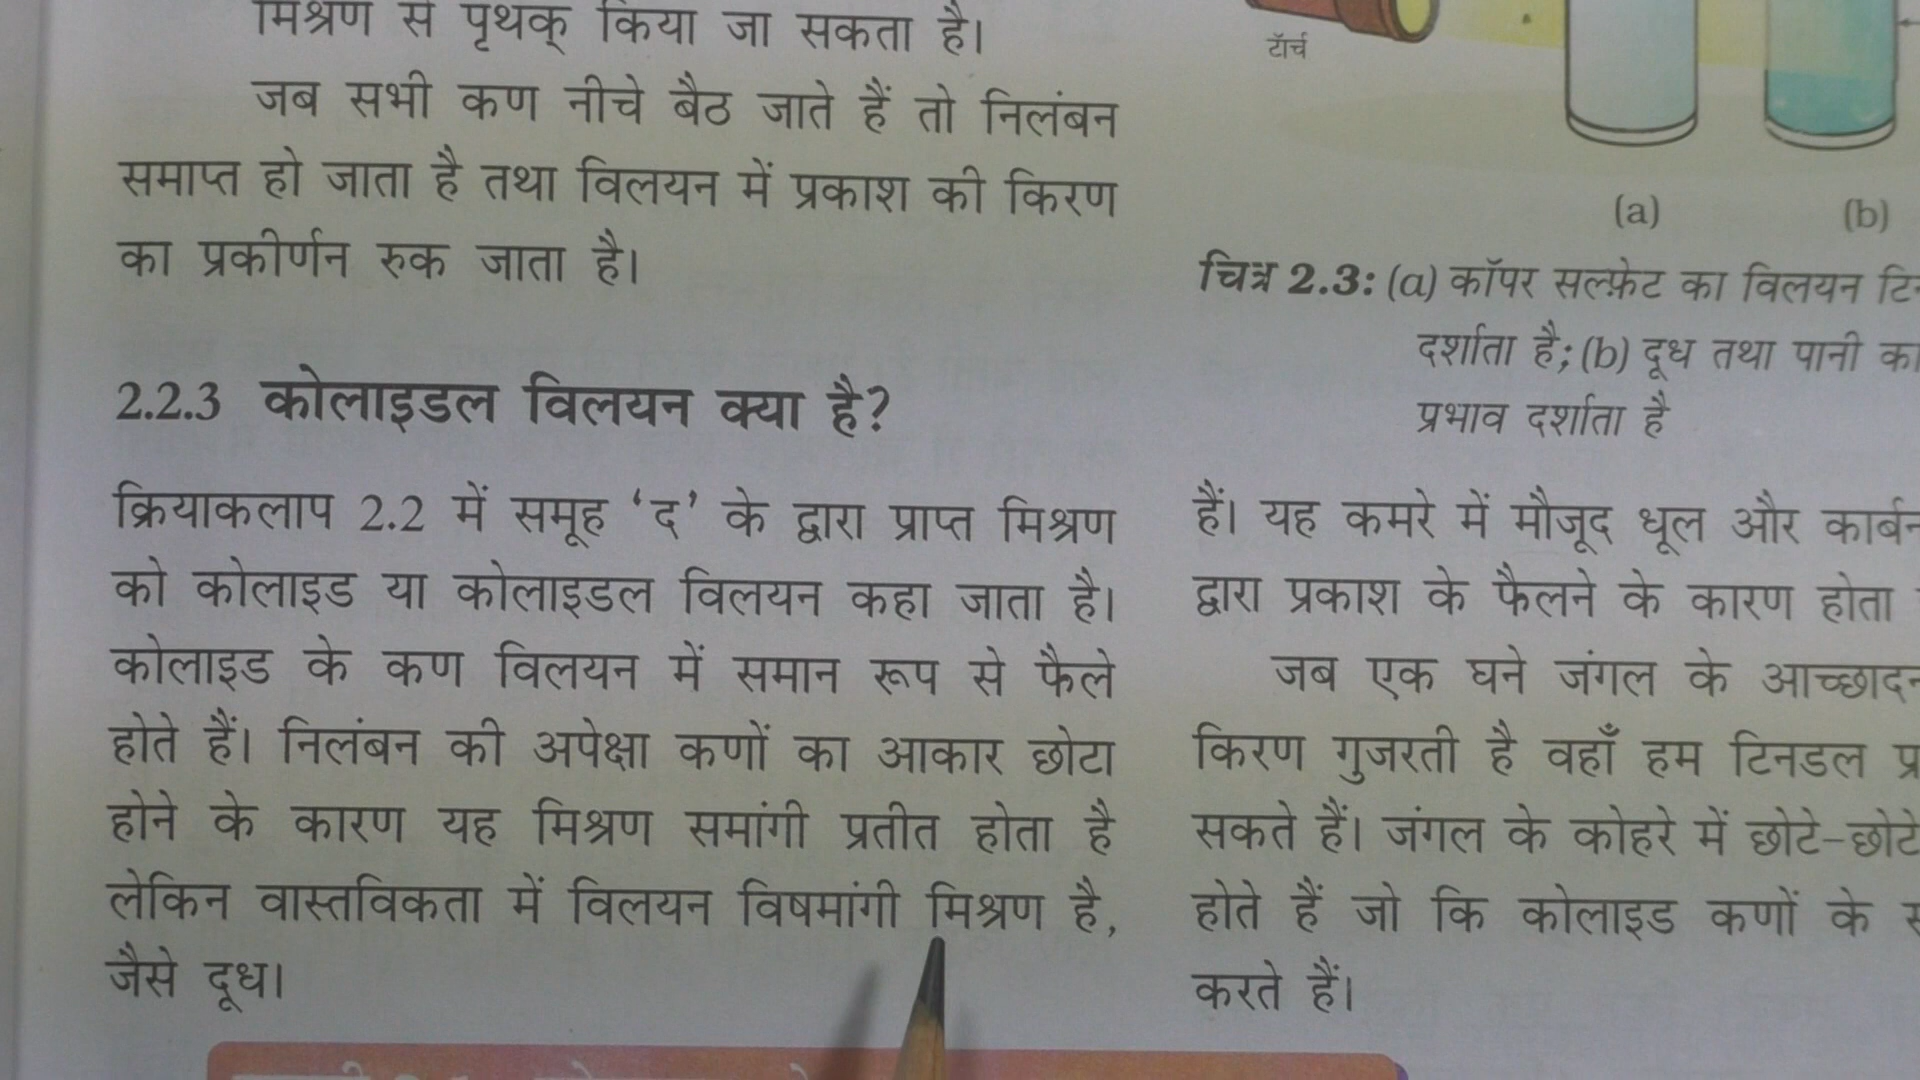 मिश्रण से पृथक् किया जा सकता है।
जब सभी कण नीचे बैठ जाते हैं तो निलंबन
समाप्त हो जाता है तथा विलयन में प्रकाश की किरण
का प्रकीर्णन रुक जाता है।
2.2.3 कोलाइडल विलयन क्या है?
क्रियाकलाप 2.2 में समूह ‘द’ के द्वारा प्राप्त मिश्रण
को कोलाइड या कोलाइडल विलयन कहा जाता है।
कोलाइड के कण विलयन में समान रूप से फैले
होते हैं। निलंबन की अपेक्षा कणों का आकार छोटा
होने के कारण यह मिश्रण समांगी प्रतीत होता है
लेकिन वास्तविकता में विलयन विषमांगी मिश्रण है,
जैसे दूध।
टॉर्च
(a) (b)
चित्र 2.3: (a) कॉपर सल्फ़ेट का विलयन
दर्शाता है; (b) दूध तथा पानी का
प्रभाव दर्शाता है
हैं। यह कमरे में मौजूद धूल और कार्बन
द्वारा प्रकाश के फैलने के कारण होता
जब एक घने जंगल के आच्छादन
किरण गुजरती है वहाँ हम टिनडल प्र
सकते हैं। जंगल के कोहरे में छोटे-छोटे
होते हैं जो कि कोलाइड कणों के
करते हैं।